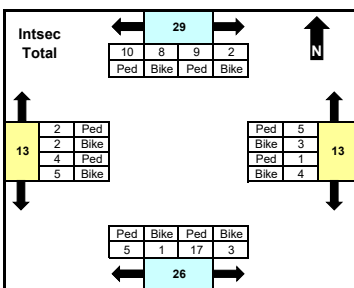 29
Intsec
Total
N
10 8 9 2
Ped Bike Ped Bike
13
2 Ped
2 Bike
4 Ped
5 Bike
Ped 5
Bike 3
Ped 1
Bike 4
13
Ped Bike Ped Bike
5 1 17 3
26